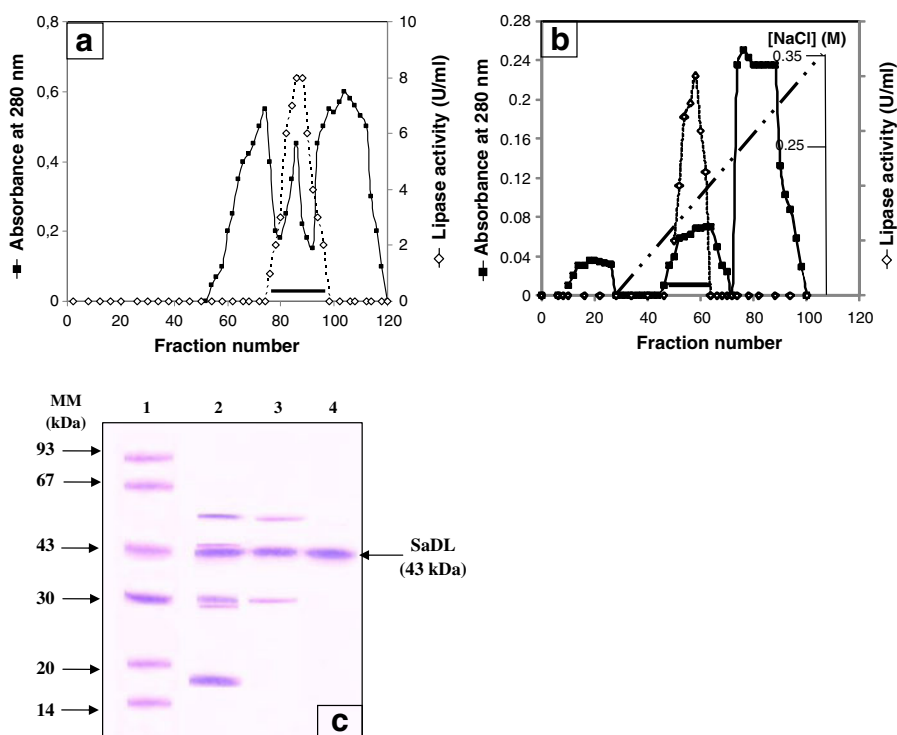 a
Absorbance at 280 nm
0,8
0,6
0,4
0,2
0
10
8
6
4
2
0
Lipase activity (U/ml)
0 20 40 60 80 100 120
Fraction number
b
[NaCl] (M)
0.35
0.25
Absorbance at 280 nm
0.28
0.24
0.2
0.16
0.12
0.08
0.04
0
Lipase activity (U/ml)
0 20 40 60 80 100 120
Fraction number
MM
(kDa)
1 2 3 4
93
67
43
30
20
14
SaDL
(43 kDa)
c